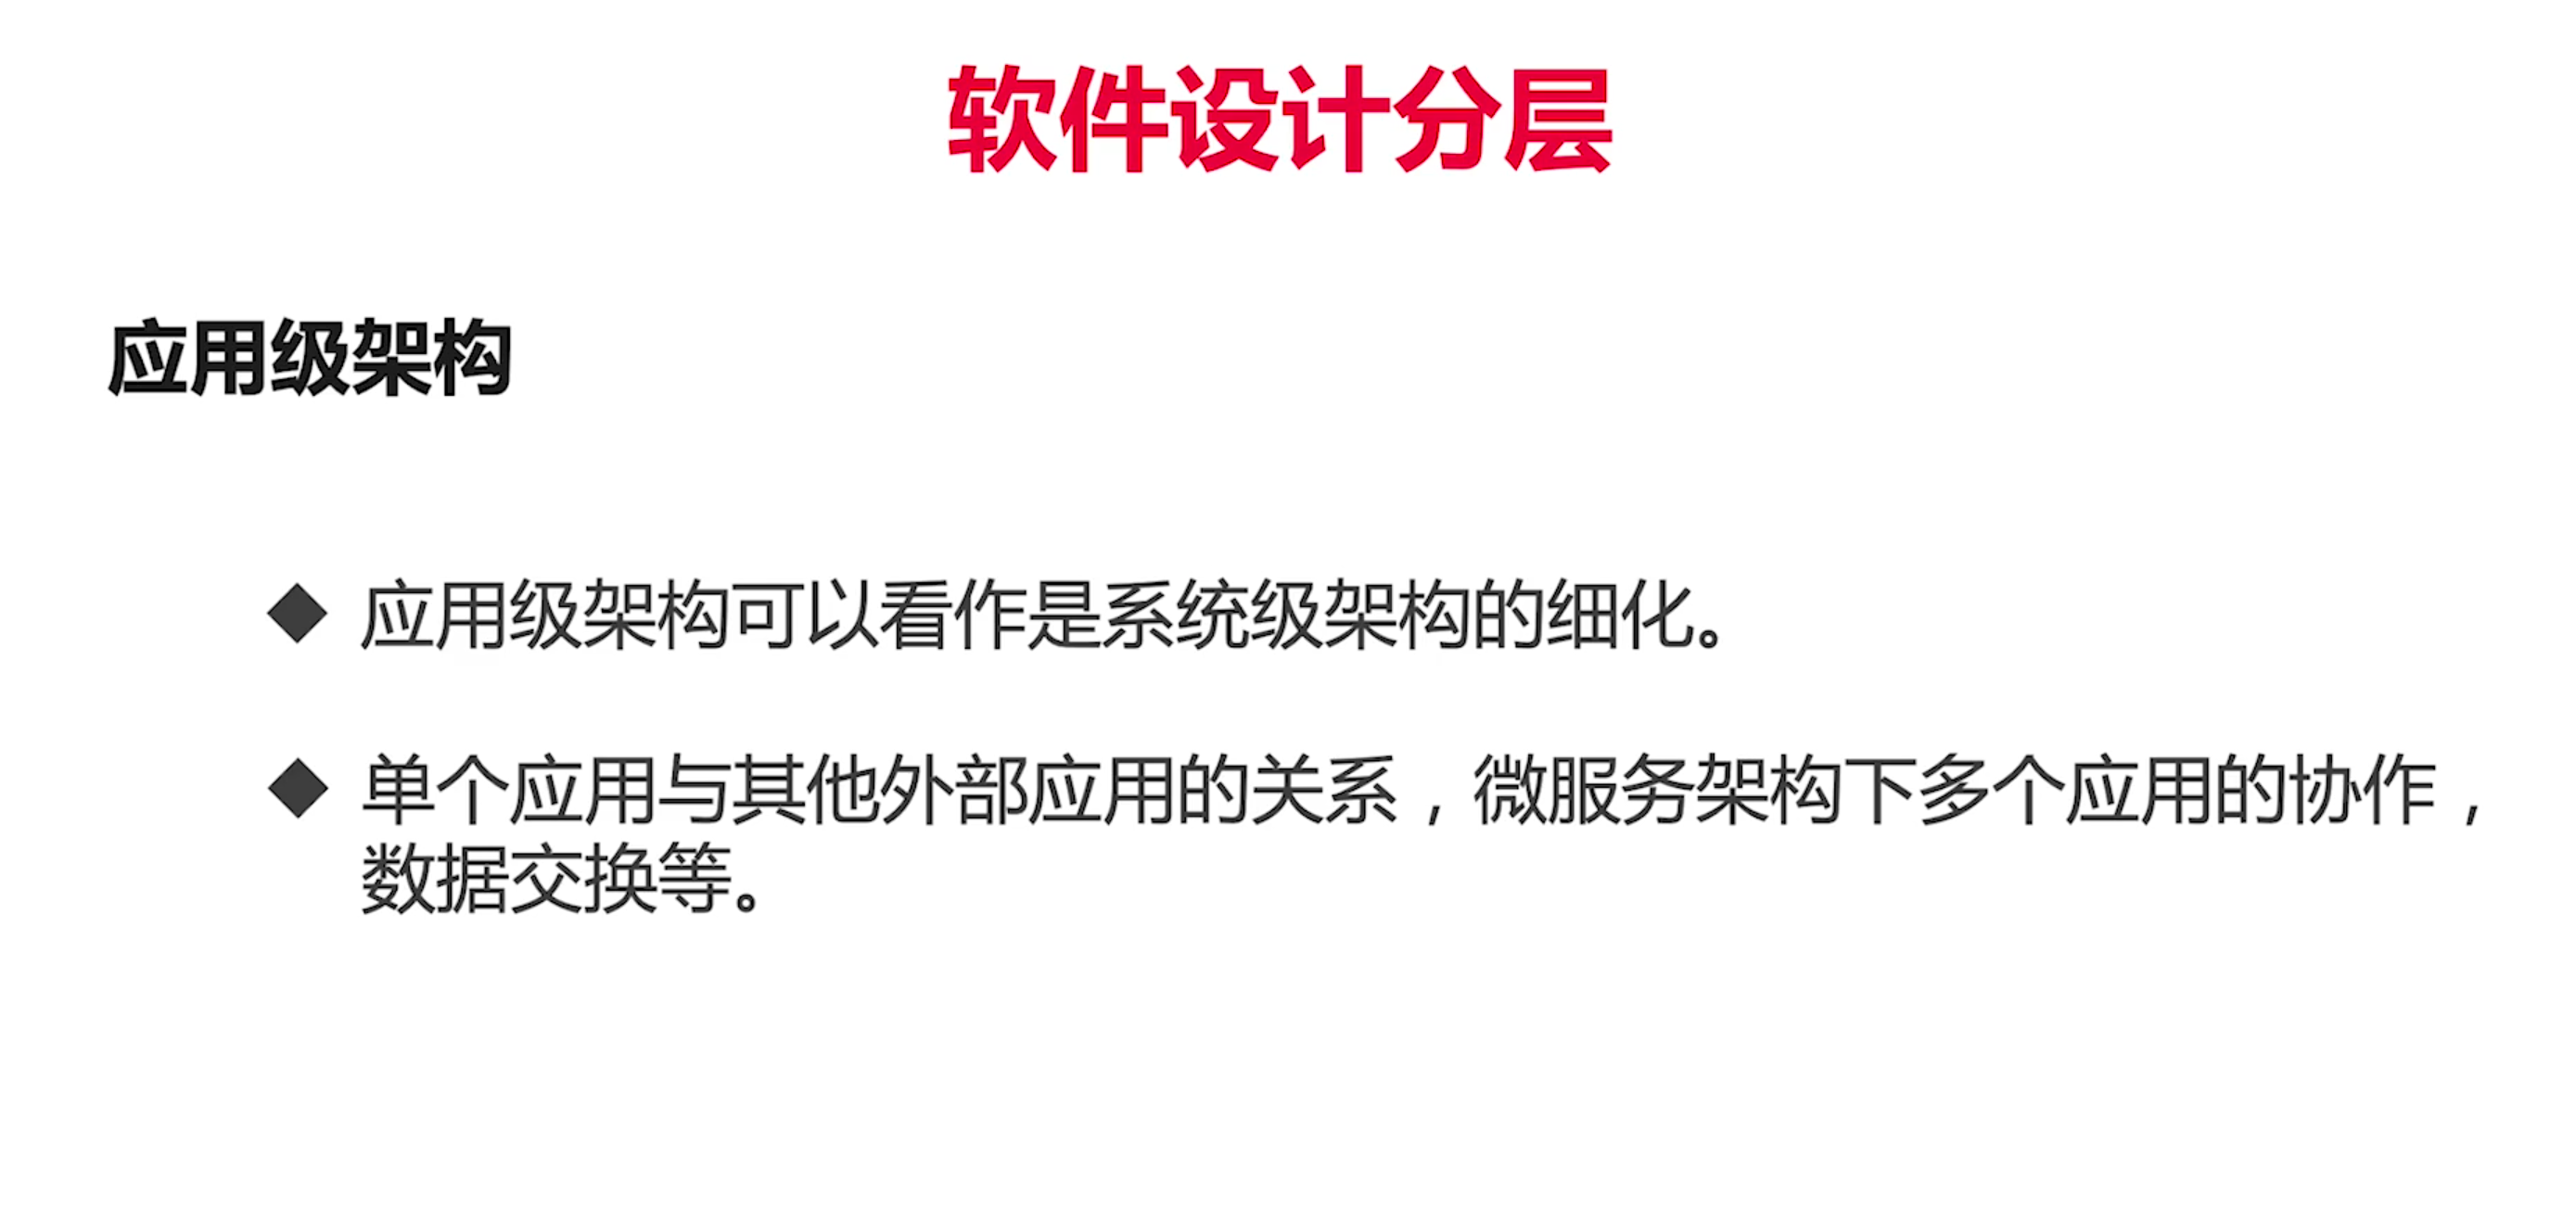 软件设计分层
应用级架构
◆ 应用级架构可以看作是系统级架构的细化。
◆ 单个应用与其他外部应用的关系，微服务架构下多个应用的协作，
数据交换等。